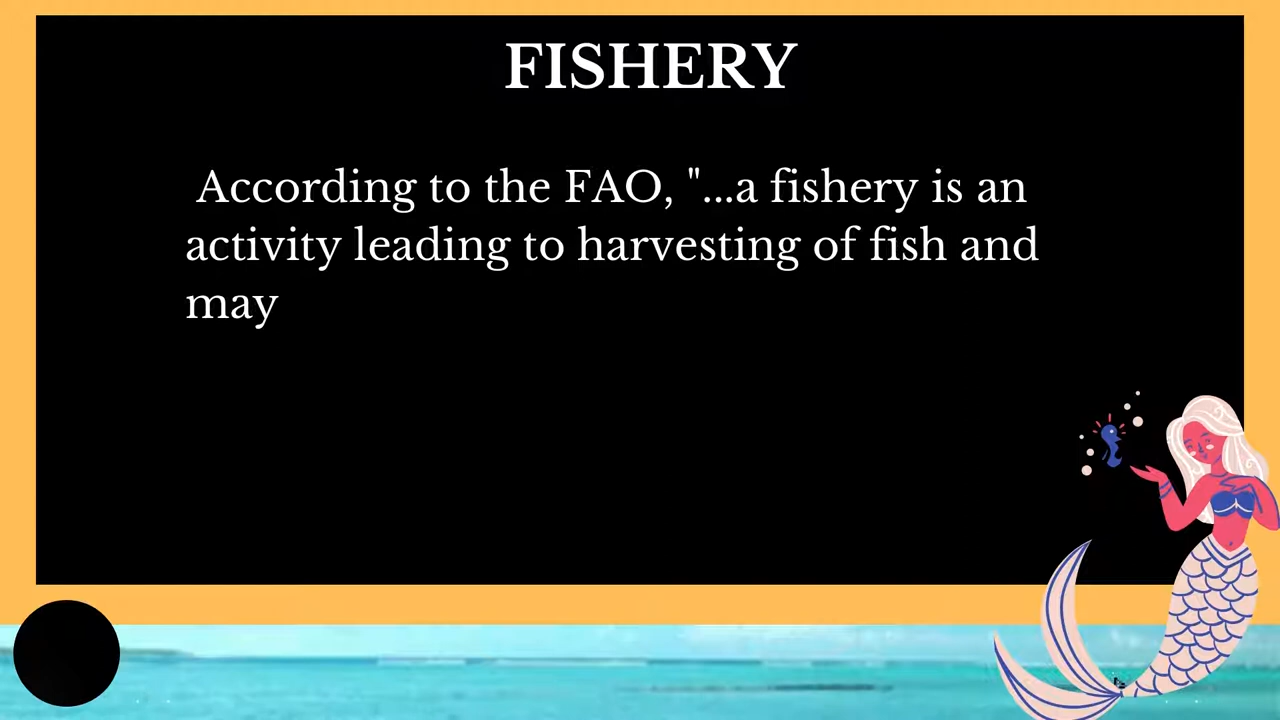 FISHERY
According to the FAO, "...a fishery is an
activity leading to harvesting of fish and
may